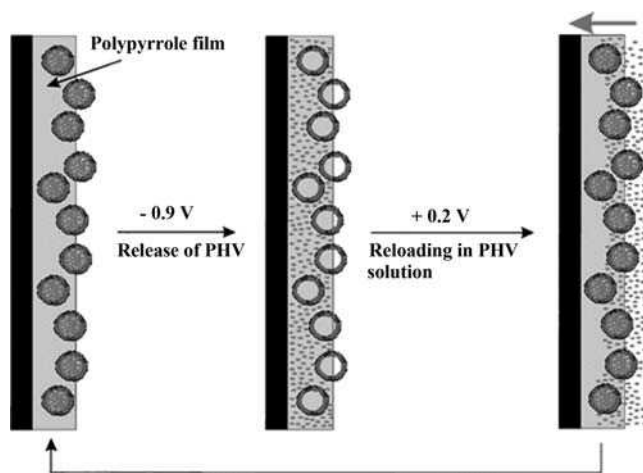 Polypyrrole film
- 0.9 V
Release of PHV
+ 0.2 V
Reloading in PHV
solution